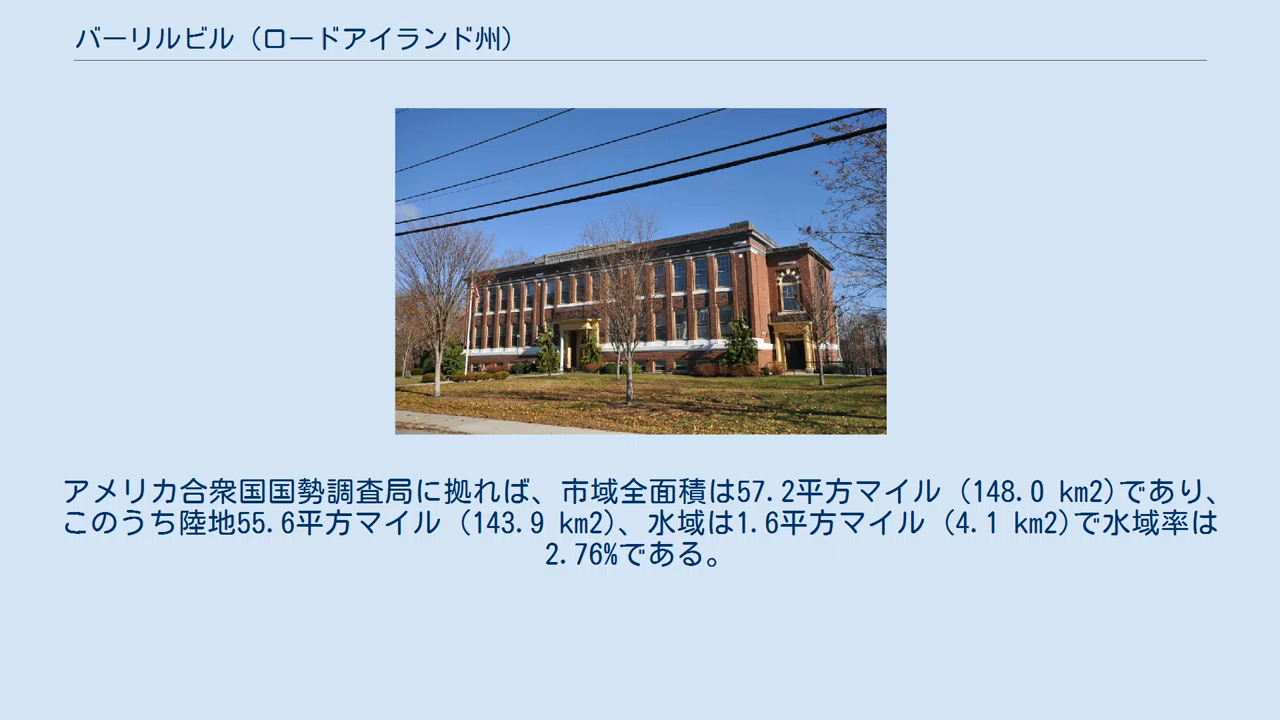 バーリルビル（ロードアイランド州）
アメリカ合衆国国勢調査局に拠れば、市域全面積は57.2平方マイル (148.0 km2)であり、
このうち陸地55.6平方マイル (143.9 km2)、水域は1.6平方マイル (4.1 km2)で水域率は
2.76%である。